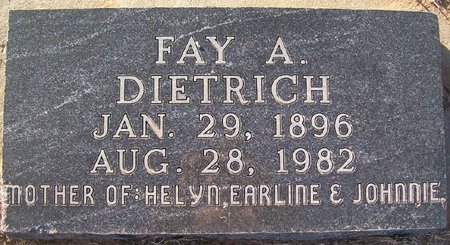 FAY A.
DIETRICH
JAN. 29, 1896
AUG. 28, 1982
MOTHER OF: HELYN, EARLINE & JOHNNIE